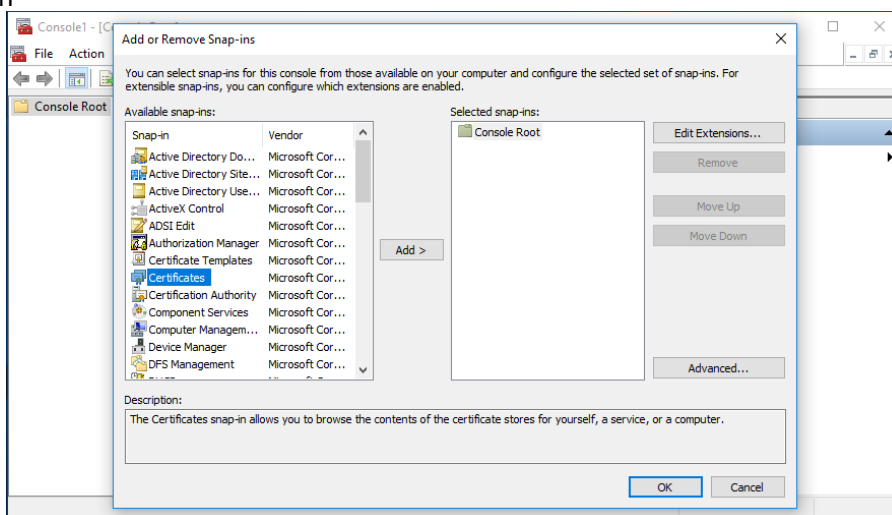 Console1 - [C
Add or Remove Snap-ins
File Action
You can select snap-ins for this console from those available on your computer and configure the selected set of snap-ins. For
extensible snap-ins, you can configure which extensions are enabled.
Console Root
Available snap-ins:
Selected snap-ins:
Snap-in Vendor
Console Root
Edit Extensions...
Active Directory Do... Microsoft Cor...
Remove
Active Directory Site... Microsoft Cor...
Active Directory Use... Microsoft Cor...
ActiveX Control Microsoft Cor...
Move Up
ADSI Edit Microsoft Cor...
Move Down
Authorization Manager Microsoft Cor...
Add >
Certificate Templates Microsoft Cor...
Certificates Microsoft Cor...
Certification Authority Microsoft Cor...
Component Services Microsoft Cor...
Computer Managem... Microsoft Cor...
Device Manager Microsoft Cor...
DFS Management Microsoft Cor...
Advanced...
Description:
The Certificates snap-in allows you to browse the contents of the certificate stores for yourself, a service, or a computer.
OK Cancel